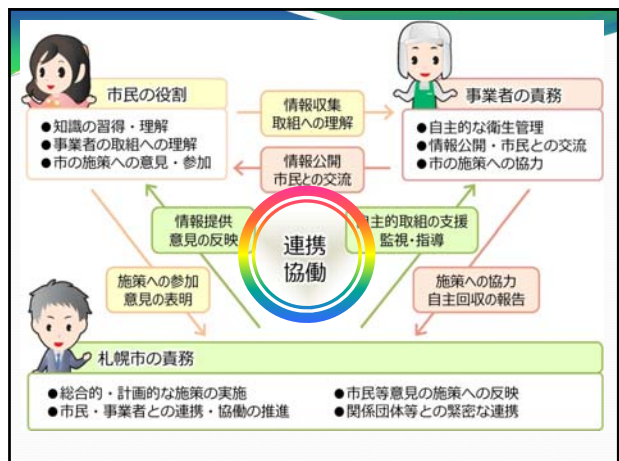 市民の役割
●知識の習得・理解
●事業者の取組への理解
●市の施策への意見・参加
情報収集
取組への理解
事業者の責務
●自主的な衛生管理
●情報公開・市民との交流
●市の施策への協力
情報公開
市民との交流
情報提供
意見の反映
連携
協働
自主的取組の支援
監視・指導
施策への参加
意見の表明
施策への協力
自主回収の報告
札幌市の責務
●総合的・計画的な施策の実施
●市民・事業者との連携・協働の推進
●市民等意見の施策への反映
●関係団体等との緊密な連携